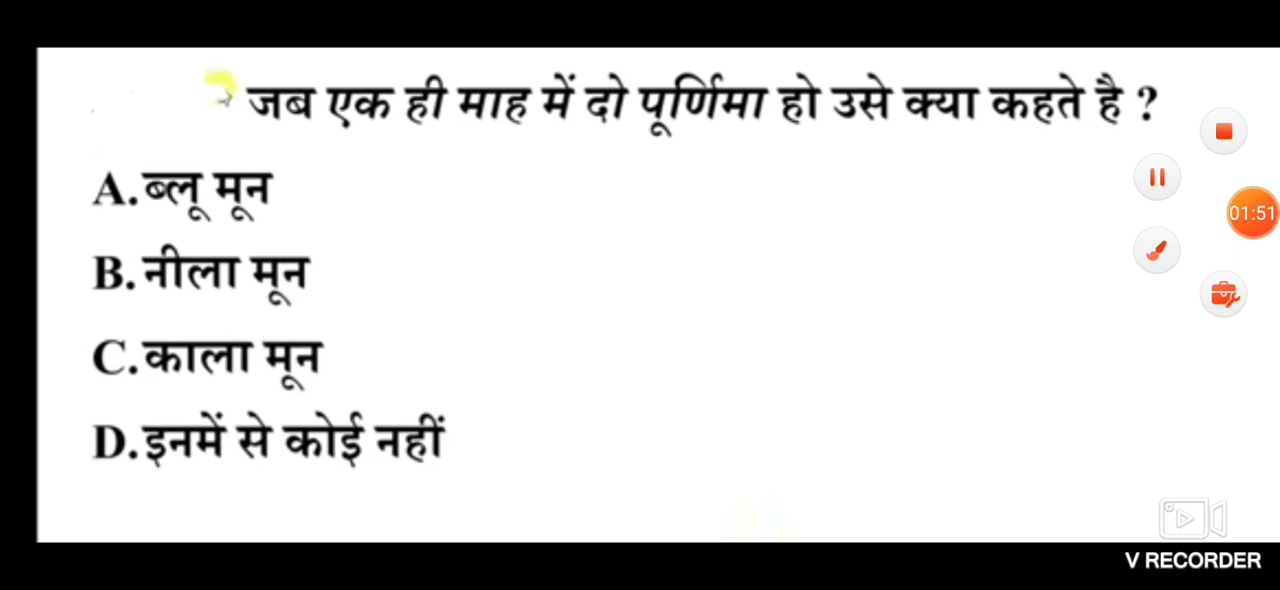 जब एक ही माह में दो पूर्णिमा हो उसे क्या कहते है ?
A.ब्लू मून
B.नीला मून
C.काला मून
D.इनमें से कोई नहीं
01:51
V RECORDER